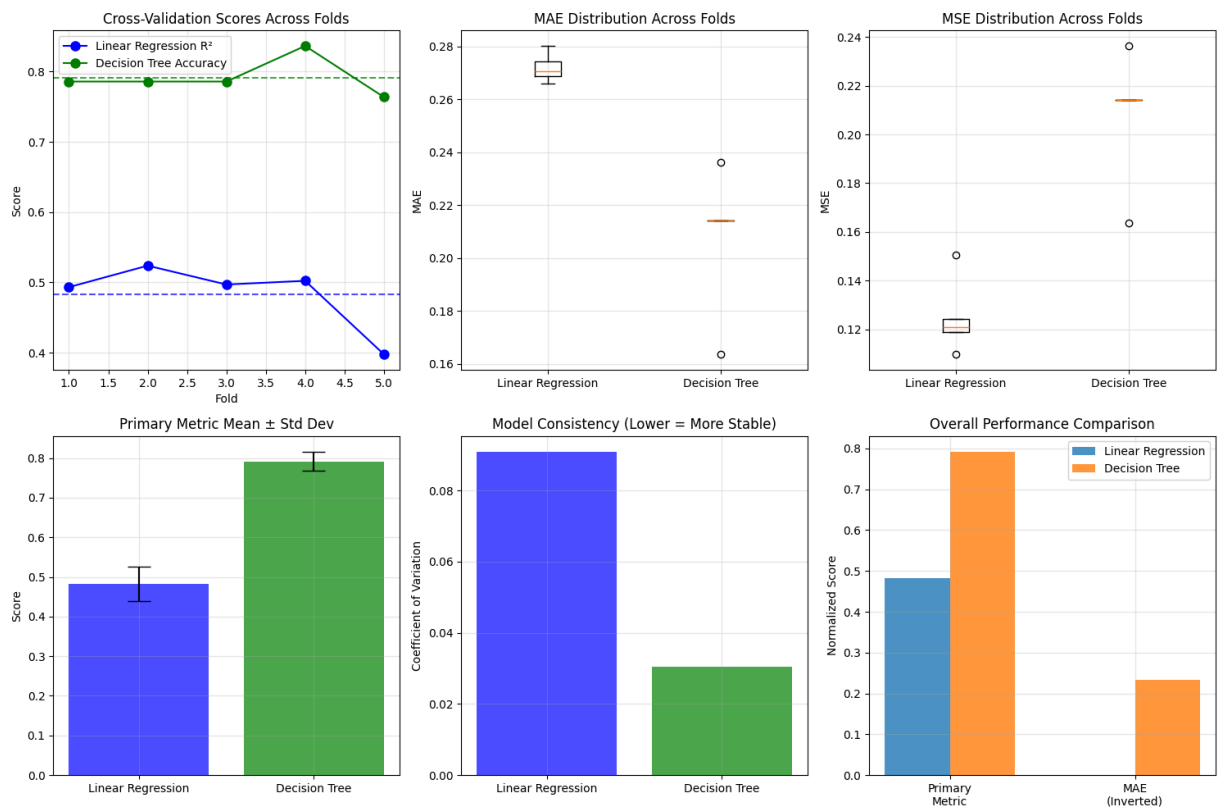 Cross-Validation Scores Across Folds
Linear Regression R²
Decision Tree Accuracy
Score
0.8
0.7
0.6
0.5
0.4
1.0 1.5 2.0 2.5 3.0 3.5 4.0 4.5 5.0
Fold
MAE Distribution Across Folds
MAE
0.28
0.26
0.24
0.22
0.20
0.18
0.16
Linear Regression Decision Tree
MSE Distribution Across Folds
MSE
0.24
0.22
0.20
0.18
0.16
0.14
0.12
Linear Regression Decision Tree
Primary Metric Mean ± Std Dev
Score
0.8
0.7
0.6
0.5
0.4
0.3
0.2
0.1
0.0
Linear Regression Decision Tree
Model Consistency (Lower = More Stable)
Coefficient of Variation
0.08
0.06
0.04
0.02
0.00
Linear Regression Decision Tree
Overall Performance Comparison
Linear Regression
Decision Tree
Normalized Score
0.8
0.7
0.6
0.5
0.4
0.3
0.2
0.1
0.0
Primary
Metric
MAE
(Inverted)